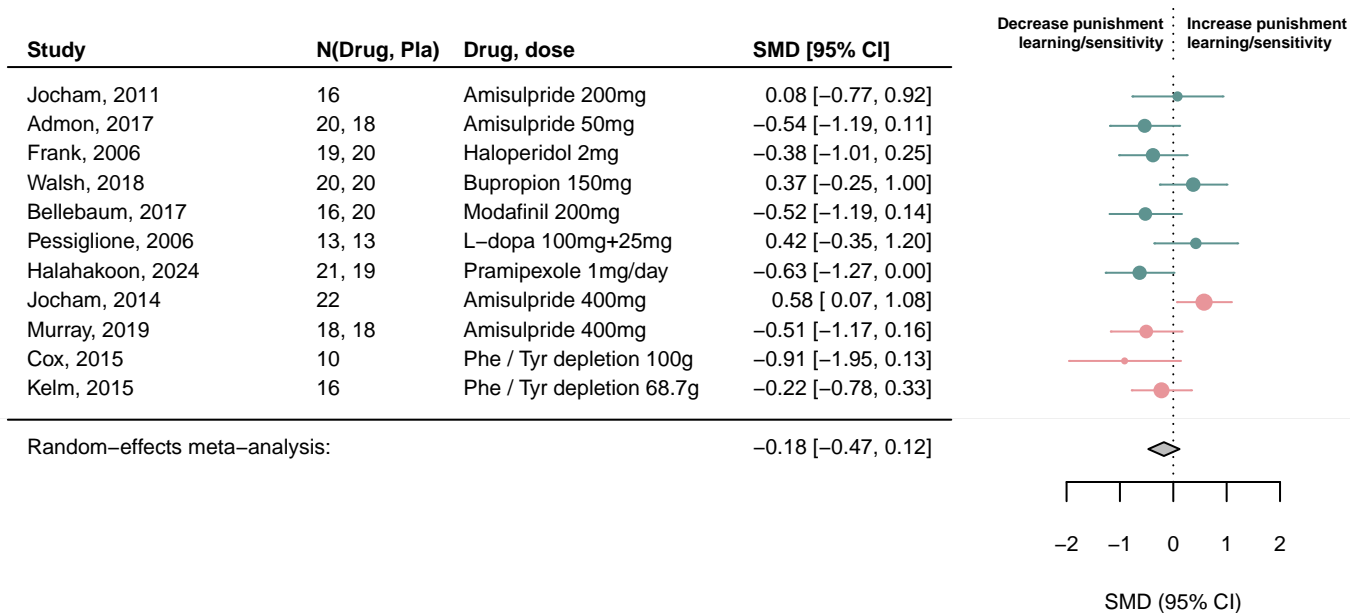 Decrease punishment Increase punishment
learning/sensitivity learning/sensitivity
Study N(Drug, Pla) Drug, dose SMD [95% CI]
Jocham, 2011 16 Amisulpride 200mg 0.08 [−0.77, 0.92]
Admon, 2017 20, 18 Amisulpride 50mg −0.54 [−1.19, 0.11]
Frank, 2006 19, 20 Haloperidol 2mg −0.38 [−1.01, 0.25]
Walsh, 2018 20, 20 Bupropion 150mg 0.37 [−0.25, 1.00]
Bellebaum, 2017 16, 20 Modafinil 200mg −0.52 [−1.19, 0.14]
Pessiglione, 2006 13, 13 L−dopa 100mg+25mg 0.42 [−0.35, 1.20]
Halahakoon, 2024 21, 19 Pramipexole 1mg/day −0.63 [−1.27, 0.00]
Jocham, 2014 22 Amisulpride 400mg 0.58 [ 0.07, 1.08]
Murray, 2019 18, 18 Amisulpride 400mg −0.51 [−1.17, 0.16]
Cox, 2015 10 Phe / Tyr depletion 100g −0.91 [−1.95, 0.13]
Kelm, 2015 16 Phe / Tyr depletion 68.7g −0.22 [−0.78, 0.33]
Random−effects meta−analysis: −0.18 [−0.47, 0.12]
−2 −1 0 1 2
SMD (95% CI)